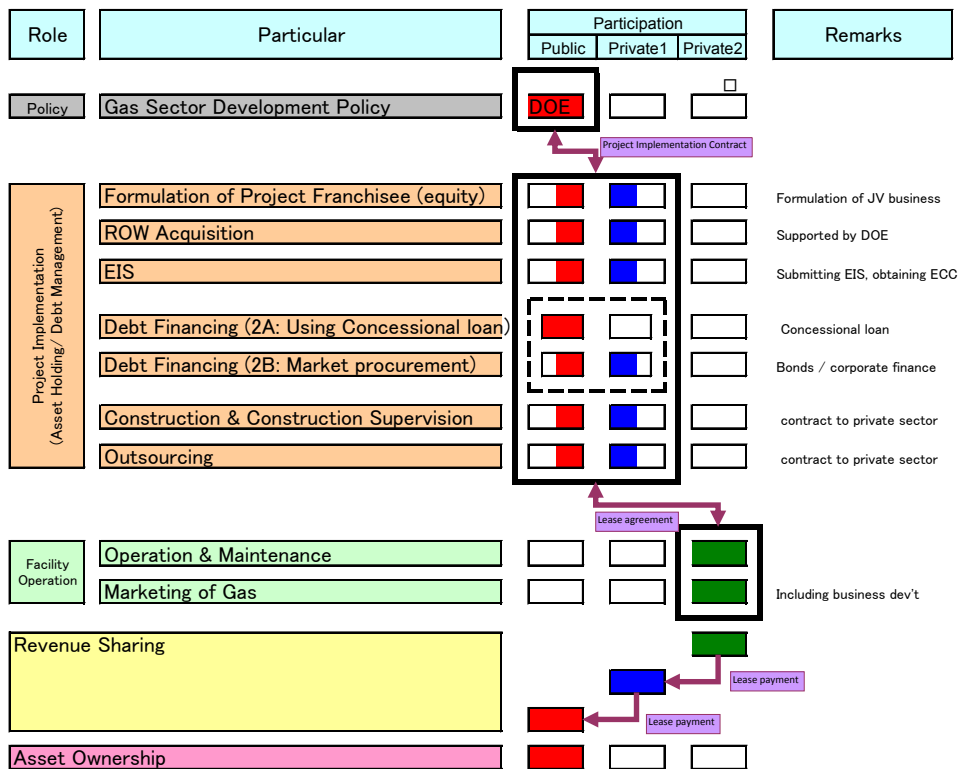 Role
Particular
Participation
Public
Private1
Private2
Remarks
Policy
Gas Sector Development Policy
DOE
Project Implementation Contract
Project Implementation
(Asset Holding/ Debt Management)
Formulation of Project Franchisee (equity)
Formulation of JV business
ROW Acquisition
Supported by DOE
EIS
Submitting EIS, obtaining ECC
Debt Financing (2A: Using Concessional loan)
Concessional loan
Debt Financing (2B: Market procurement)
Bonds / corporate finance
Construction & Construction Supervision
contract to private sector
Outsourcing
contract to private sector
Lease agreement
Facility
Operation
Operation & Maintenance
Marketing of Gas
Including business dev't
Revenue Sharing
Lease payment
Lease payment
Asset Ownership